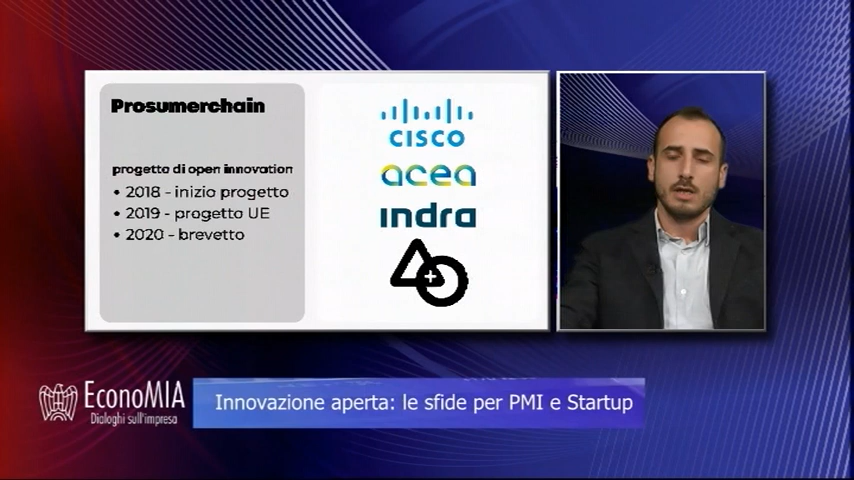 Prosumerchain
progetto di open innovation
• 2018 - inizio progetto
• 2019 - progetto UE
• 2020 - brevetto
CISCO
acea
indra
EconoMIA
Dialoghi sull'impresa
Innovazione aperta: le sfide per PMI e Startup